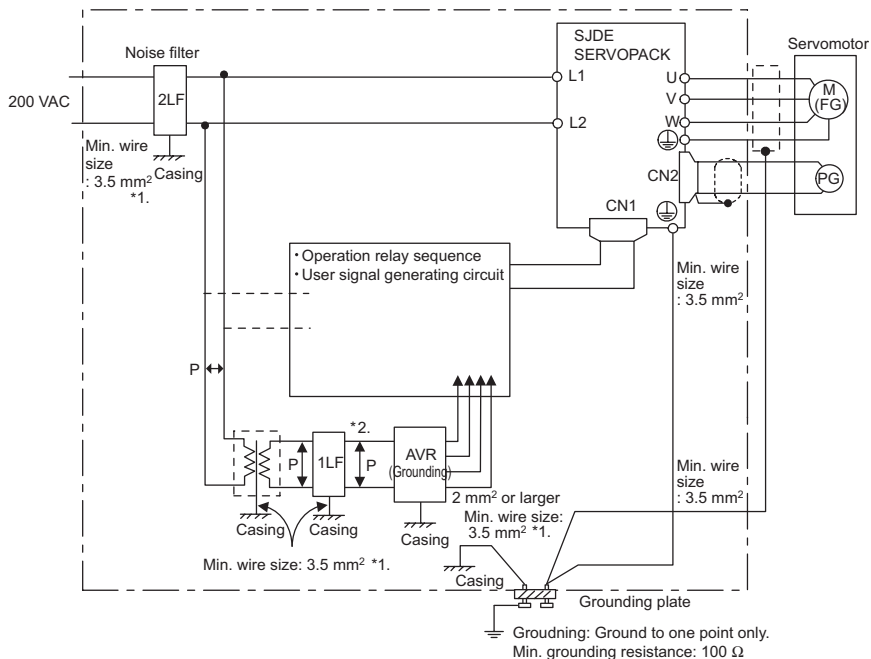 Noise filter
200 VAC
2LF
Min. wire
size
: 3.5 mm²
*1.
Casing
SJDE
SERVOPACK
L1
L2
U
V
W
CN2
CN1
Servomotor
M
(FG)
PG
• Operation relay sequence
• User signal generating circuit
Min. wire
size
: 3.5 mm²
P
P
1LF
*2.
P
AVR
(Grounding)
Casing
Casing
Casing
Min. wire size: 3.5 mm² *1.
2 mm² or larger
Min. wire size:
3.5 mm² *1.
Casing
Min. wire
size
: 3.5 mm²
Grounding plate
Groudning: Ground to one point only.
Min. grounding resistance: 100 Ω